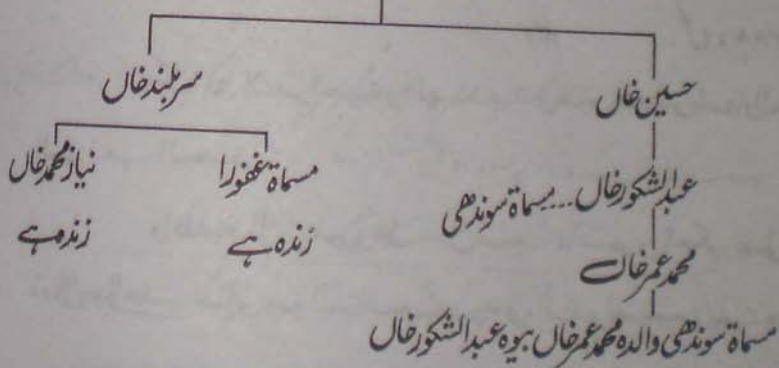 حسین خاں سربلند خاں
عبدالشکور خاں... مسماۃ سوندھی مسماۃ غفورا نیاز محمد خاں
زندہ ہے زندہ ہے
محمد عمر خاں
مسماۃ سوندھی والدہ محمد عمر خاں بیوہ عبدالشکور خاں